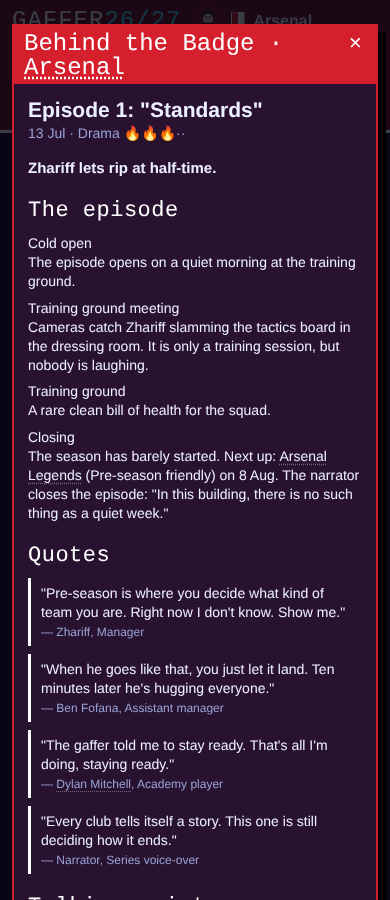 GAFFER26/27 Arsenal
Behind the Badge · ×
Arsenal
Episode 1: "Standards"
13 Jul · Drama 🔥🔥🔥··
Zhariff lets rip at half-time.
The episode
Cold open
The episode opens on a quiet morning at the training
ground.
Training ground meeting
Cameras catch Zhariff slamming the tactics board in
the dressing room. It is only a training session, but
nobody is laughing.
Training ground
A rare clean bill of health for the squad.
Closing
The season has barely started. Next up: Arsenal
Legends (Pre-season friendly) on 8 Aug. The narrator
closes the episode: "In this building, there is no such
thing as a quiet week."
Quotes
"Pre-season is where you decide what kind of
team you are. Right now I don't know. Show me."
— Zhariff, Manager
"When he goes like that, you just let it land. Ten
minutes later he's hugging everyone."
— Ben Fofana, Assistant manager
"The gaffer told me to stay ready. That's all I'm
doing, staying ready."
— Dylan Mitchell, Academy player
"Every club tells itself a story. This one is still
deciding how it ends."
— Narrator, Series voice-over